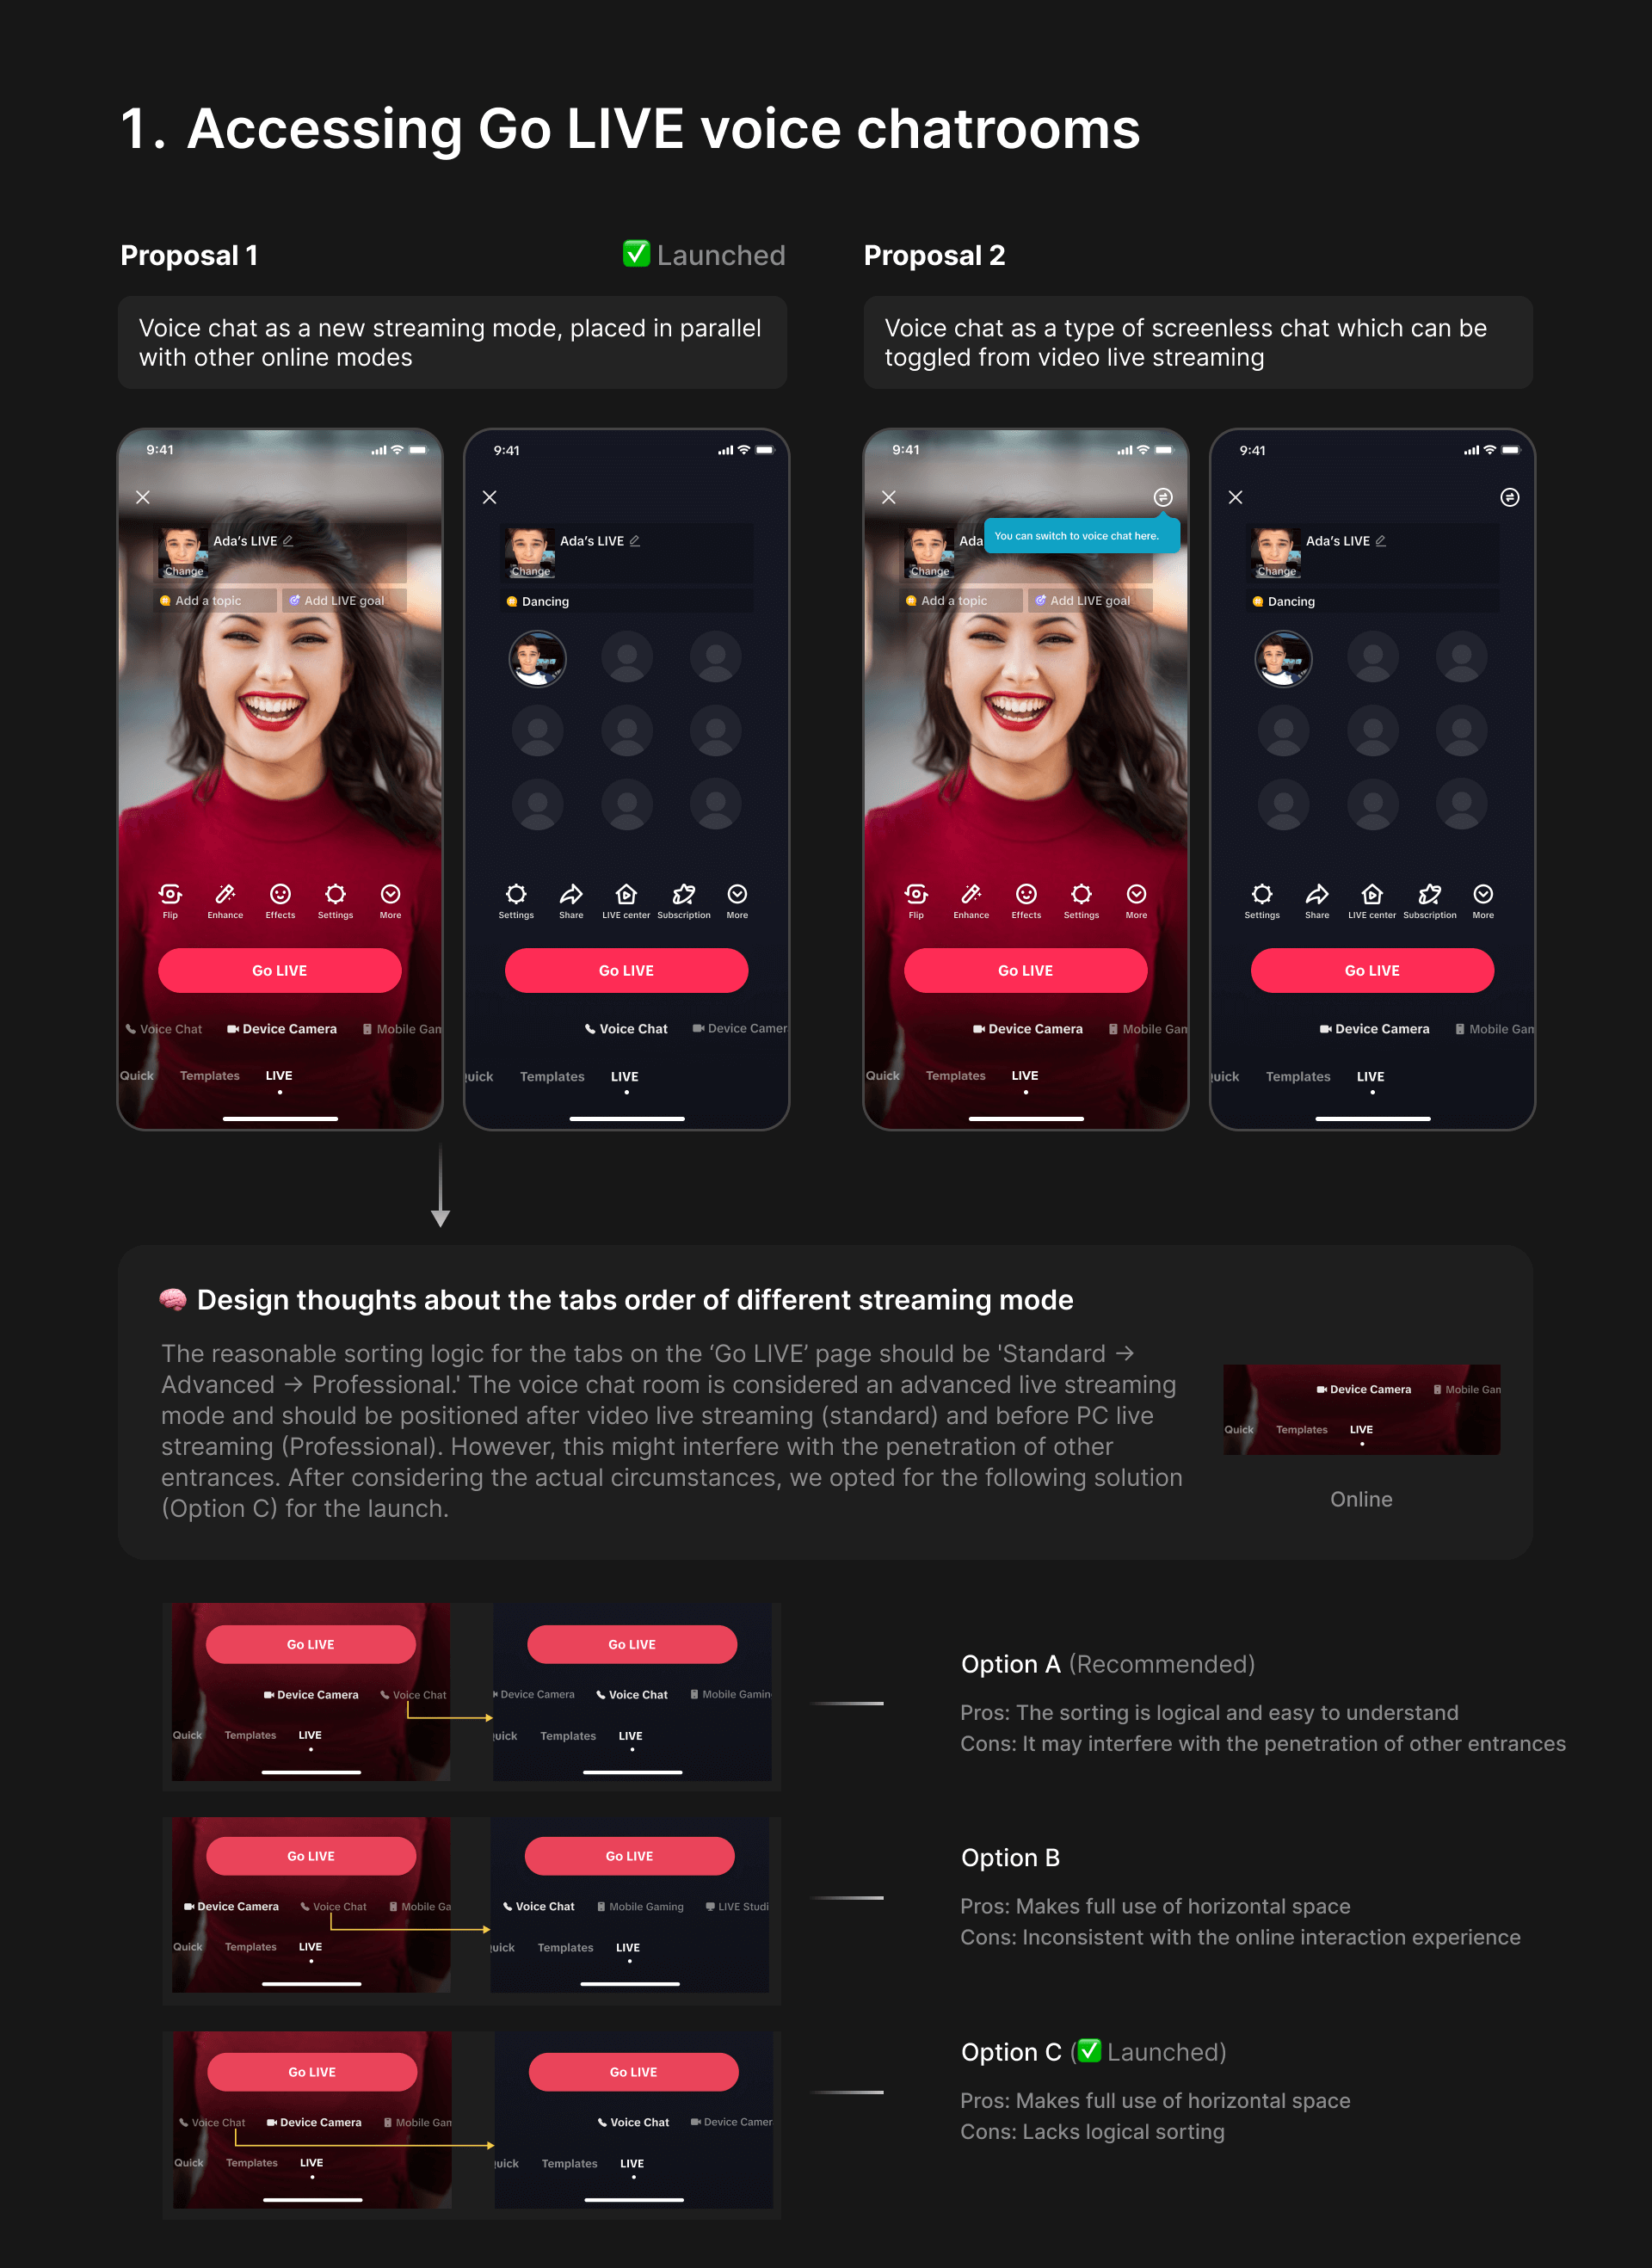 1. Accessing Go LIVE voice chatrooms
Proposal 1
✅ Launched
Voice chat as a new streaming mode, placed in parallel
with other online modes
Proposal 2
Voice chat as a type of screenless chat which can be
toggled from video live streaming
9:41
Ada's LIVE
Change
Add a topic
Add LIVE goal
Flip
Enhance
Effects
Settings
More
Go LIVE
Voice Chat
Device Camera
Mobile Gam
Quick
Templates
LIVE
9:41
Ada's LIVE
Change
Dancing
Settings
Share
LIVE center
Subscription
More
Go LIVE
Voice Chat
Device Camer
uick
Templates
LIVE
9:41
Ada
You can switch to voice chat here.
Change
Add a topic
Add LIVE goal
Flip
Enhance
Effects
Settings
More
Go LIVE
Device Camera
Mobile Gam
Quick
Templates
LIVE
9:41
Ada's LIVE
Change
Dancing
Settings
Share
LIVE center
Subscription
More
Go LIVE
Device Camera
Mobile Gam
uick
Templates
LIVE
🧠 Design thoughts about the tabs order of different streaming mode
The reasonable sorting logic for the tabs on the ‘Go LIVE’ page should be 'Standard →
Advanced → Professional.' The voice chat room is considered an advanced live streaming
mode and should be positioned after video live streaming (standard) and before PC live
streaming (Professional). However, this might interfere with the penetration of other
entrances. After considering the actual circumstances, we opted for the following solution
(Option C) for the launch.
Device Camera
Mobile Gam
Quick
Templates
LIVE
Online
Go LIVE
Device Camera
Voice Chat
Quick
Templates
LIVE
Go LIVE
Device Camera
Voice Chat
Mobile Gamin
uick
Templates
LIVE
Option A (Recommended)
Pros: The sorting is logical and easy to understand
Cons: It may interfere with the penetration of other entrances
Go LIVE
Device Camera
Voice Chat
Mobile Ga
Quick
Templates
LIVE
Go LIVE
Voice Chat
Mobile Gaming
LIVE Studi
uick
Templates
LIVE
Option B
Pros: Makes full use of horizontal space
Cons: Inconsistent with the online interaction experience
Go LIVE
Voice Chat
Device Camera
Mobile Gam
Quick
Templates
LIVE
Go LIVE
Voice Chat
Device Camer
uick
Templates
LIVE
Option C (✅ Launched)
Pros: Makes full use of horizontal space
Cons: Lacks logical sorting